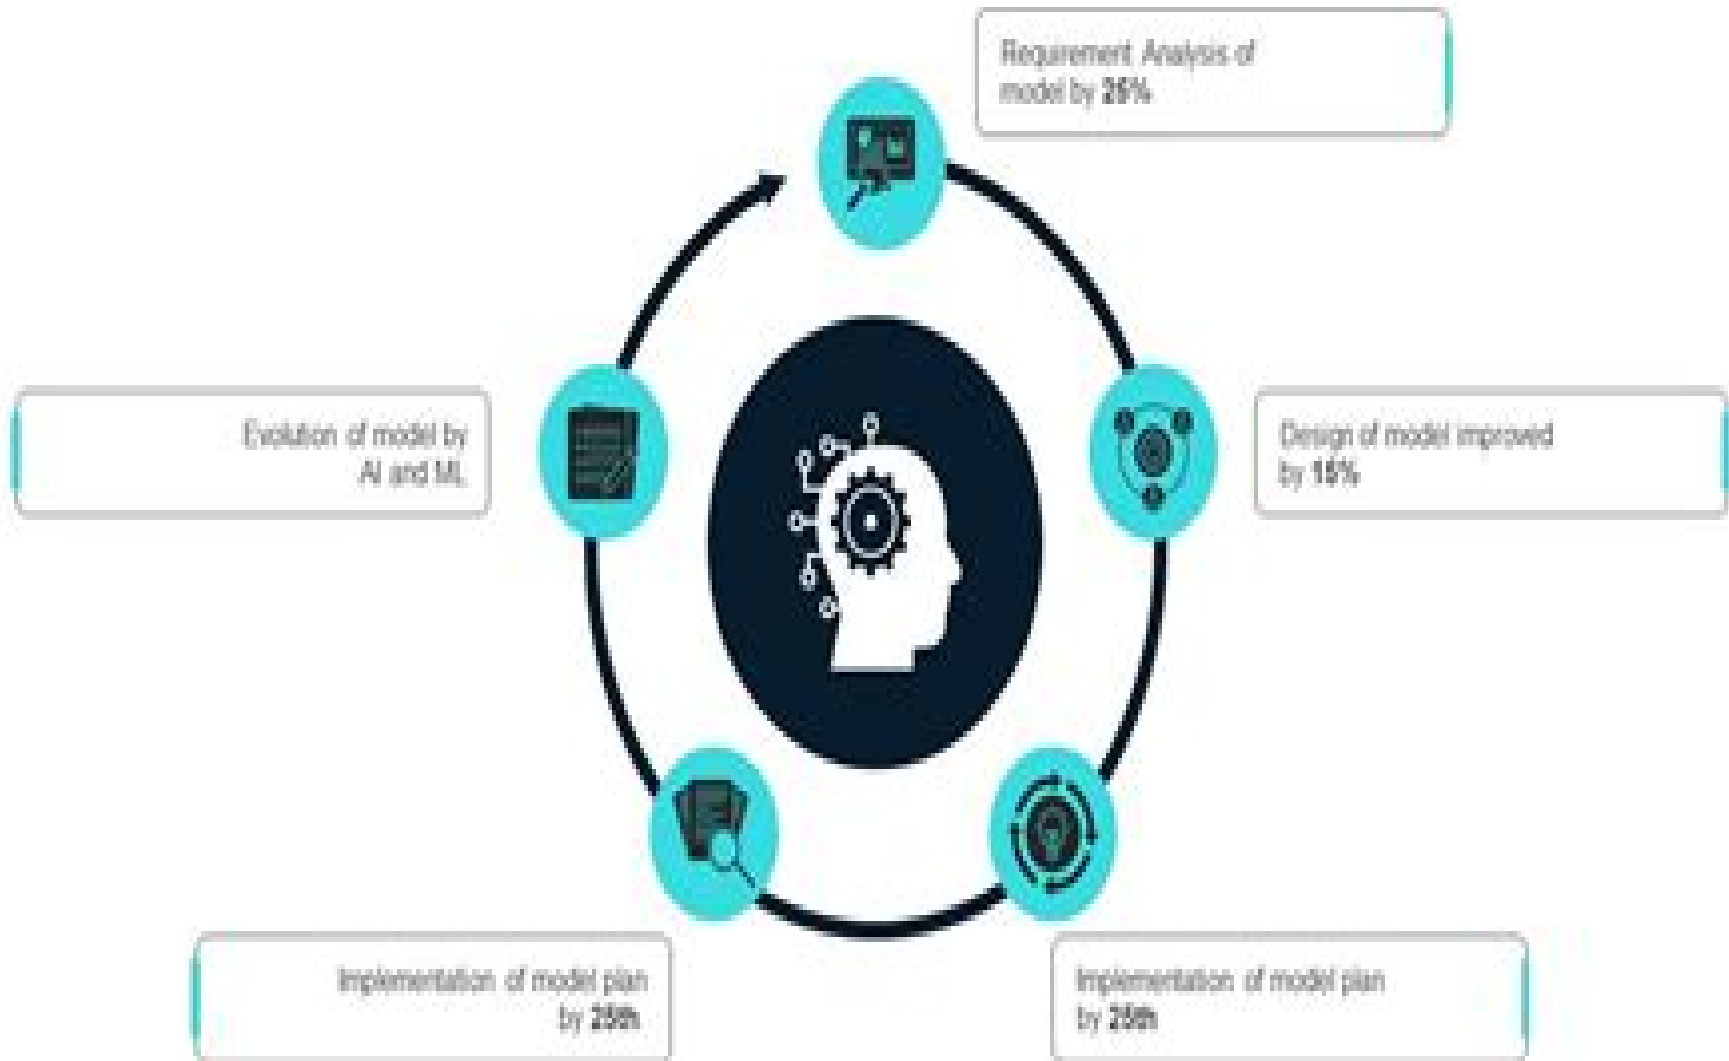 Requirement Analysis of
model by 25%
Design of model improved
by 15%
Evolution of model by
AI and ML
Implementation of model plan
by 25th
Implementation of model plan
by 25th